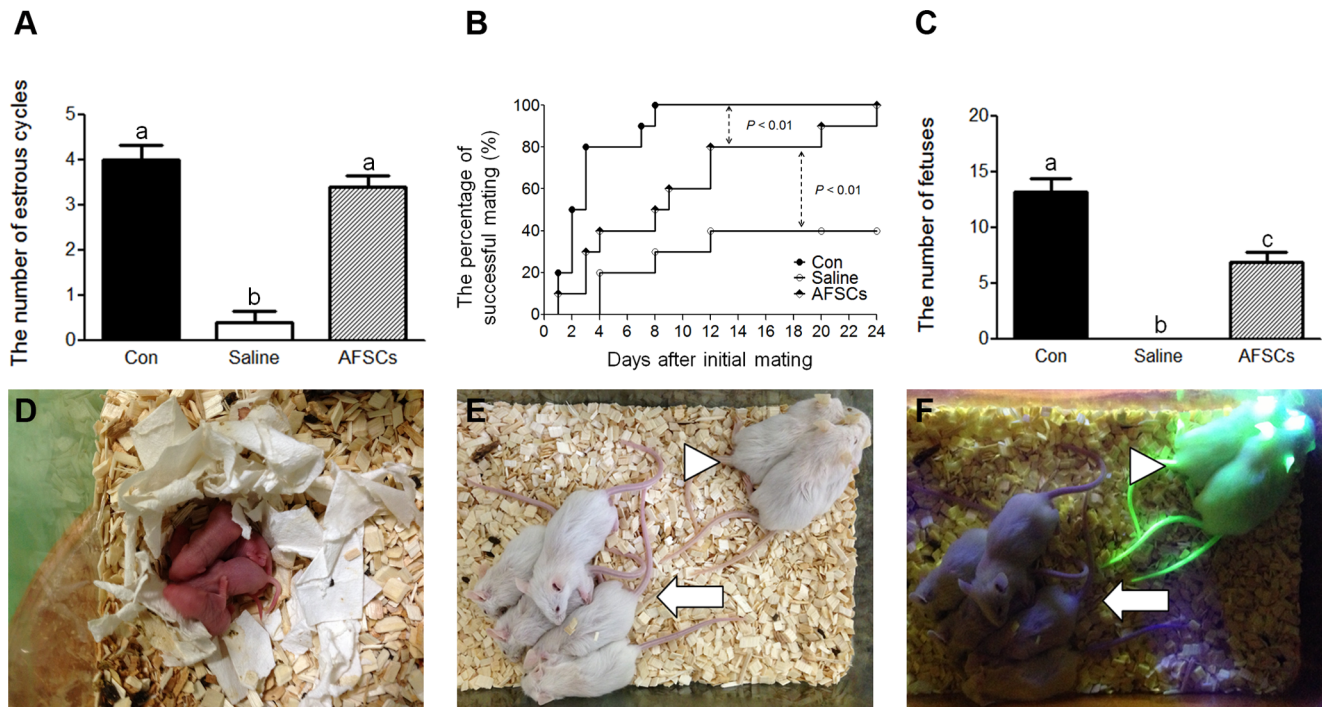 A
The number of estrous cycles
5
4
3
2
1
0
a
b
a
Con
Saline
AFSCs
B
The percentage of
successful mating (%)
100
80
60
40
20
0
P < 0.01
P < 0.01
Con
Saline
AFSCs
0 2 4 6 8 10 12 14 16 18 20 22 24
Days after initial mating
C
The number of fetuses
20
15
10
5
0
a
b
c
Con
Saline
AFSCs
D
E
F